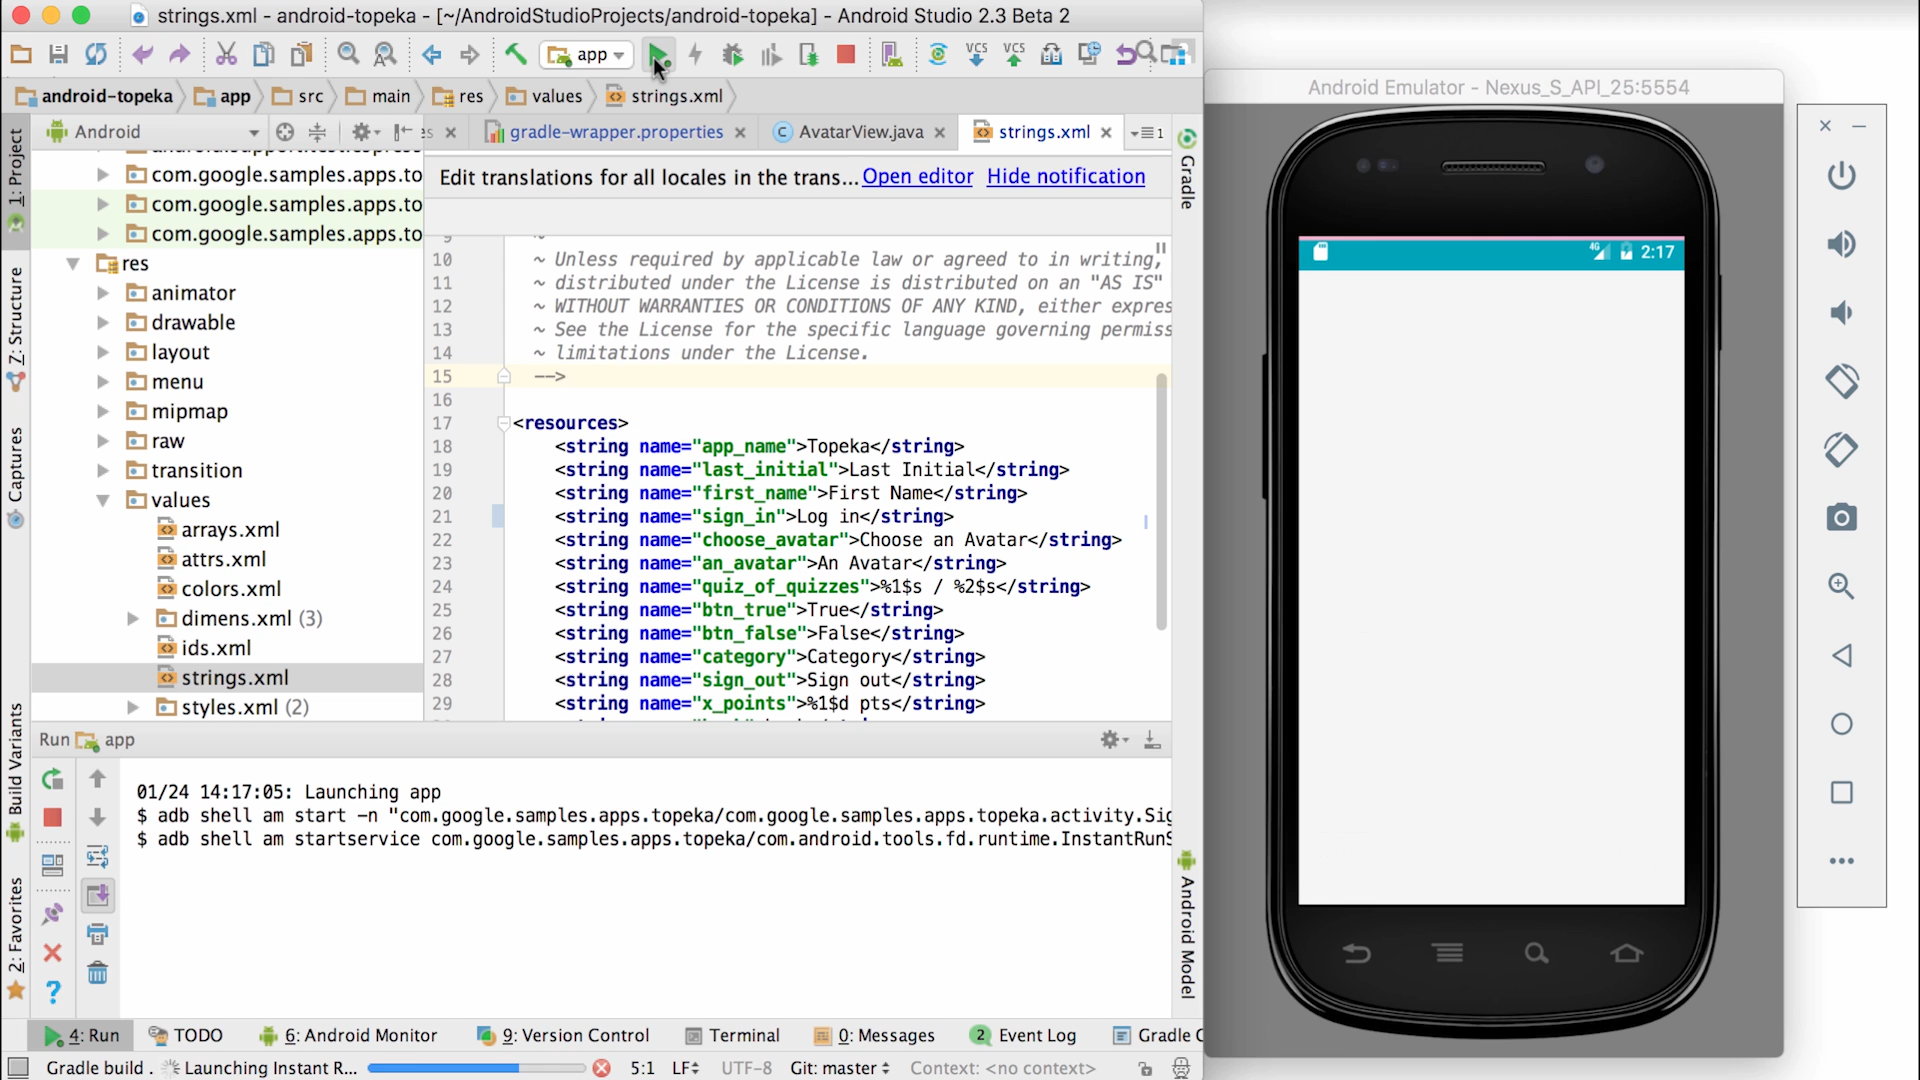 strings.xml - android-topeka - [~/AndroidStudioProjects/android-topeka] - Android Studio 2.3 Beta 2
app
VCS
VCS
android-topeka
app
src
main
res
values
strings.xml
Android
es
gradle-wrapper.properties
AvatarView.java
strings.xml
1
1: Project
Z: Structure
Captures
Build Variants
2: Favorites
com.google.samples.apps.to
com.google.samples.apps.to
com.google.samples.apps.to
res
animator
drawable
layout
menu
mipmap
raw
transition
values
arrays.xml
attrs.xml
colors.xml
dimens.xml (3)
ids.xml
strings.xml
styles.xml (2)
Edit translations for all locales in the trans... Open editor Hide notification
9 ~
10 ~ Unless required by applicable law or agreed to in writing,
11 ~ distributed under the License is distributed on an "AS IS"
12 ~ WITHOUT WARRANTIES OR CONDITIONS OF ANY KIND, either expres
13 ~ See the License for the specific language governing permiss
14 ~ limitations under the License.
15 -->
16
17 <resources>
18 <string name="app_name">Topeka</string>
19 <string name="last_initial">Last Initial</string>
20 <string name="first_name">First Name</string>
21 <string name="sign_in">Log in</string>
22 <string name="choose_avatar">Choose an Avatar</string>
23 <string name="an_avatar">An Avatar</string>
24 <string name="quiz_of_quizzes">%1$s / %2$s</string>
25 <string name="btn_true">True</string>
26 <string name="btn_false">False</string>
27 <string name="category">Category</string>
28 <string name="sign_out">Sign out</string>
29 <string name="x_points">%1$d pts</string>
Gradle
Android Model
Run app
01/24 14:17:05: Launching app
$ adb shell am start -n "com.google.samples.apps.topeka/com.google.samples.apps.topeka.activity.Sig
$ adb shell am startservice com.google.samples.apps.topeka/com.android.tools.fd.runtime.InstantRunS
4: Run
TODO
6: Android Monitor
9: Version Control
Terminal
0: Messages
2 Event Log
Gradle C
Gradle build .
Launching Instant R...
5:1
LF
UTF-8
Git: master
Context: <no context>
Android Emulator - Nexus_S_API_25:5554
4G
2:17